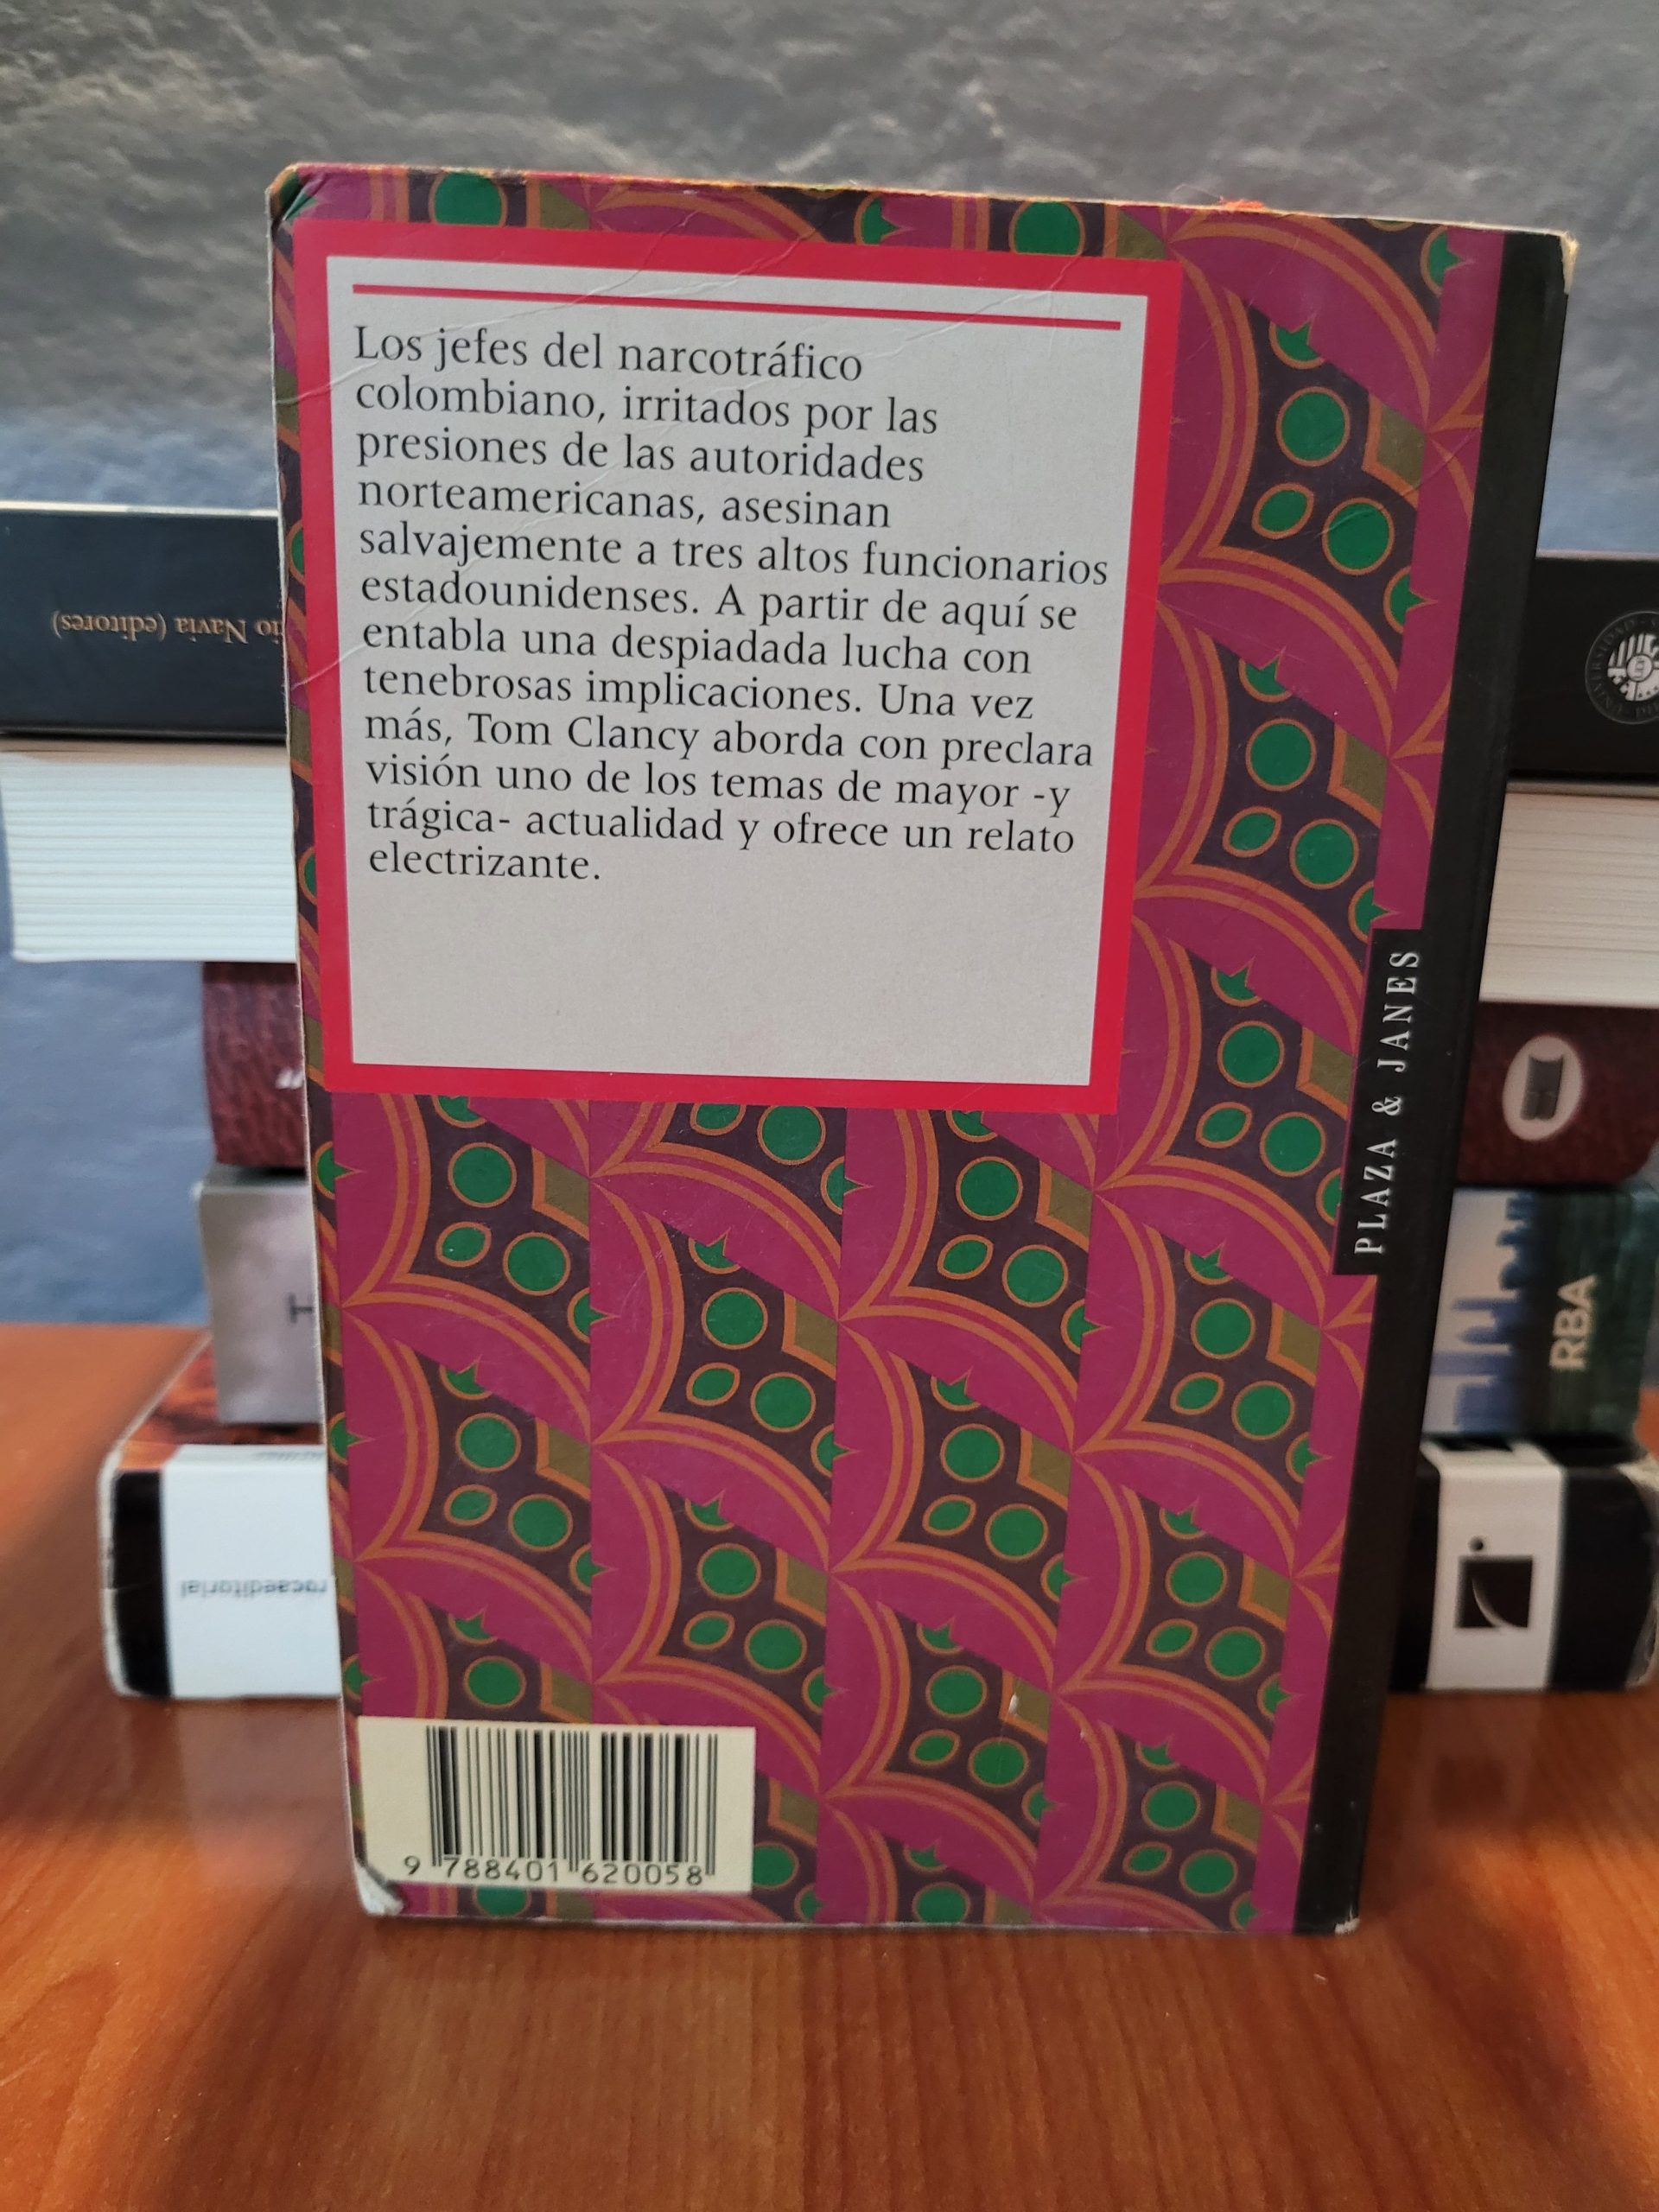 Los jefes del narcotráfico
colombiano, irritados por las
presiones de las autoridades
norteamericanas, asesinan
salvajemente a tres altos funcionarios
estadounidenses. A partir de aquí se
entabla una despiadada lucha con
tenebrosas implicaciones. Una vez
más, Tom Clancy aborda con preclara
visión uno de los temas de mayor -y
trágica- actualidad y ofrece un relato
electrizante.
PLAZA & JANES
9 788401 620058
io Navia (editores)
RBA
rocaeditorial